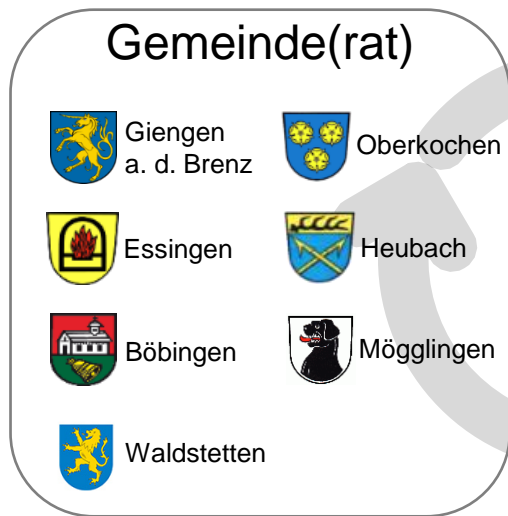 Gemeinde(rat)
Giengen
a. d. Brenz
Oberkochen
Essingen
Heubach
Böbingen
Mögglingen
Waldstetten